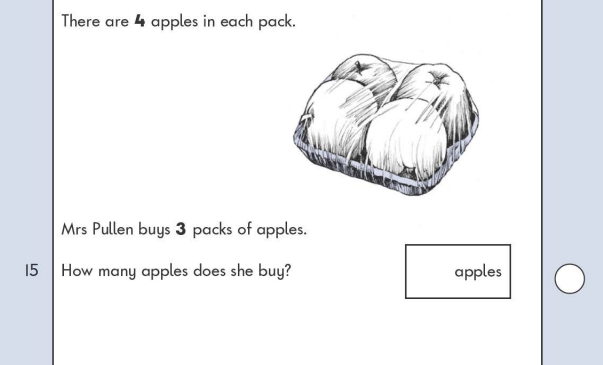 There are 4 apples in each pack.
Mrs Pullen buys 3 packs of apples.
15 How many apples does she buy?
apples